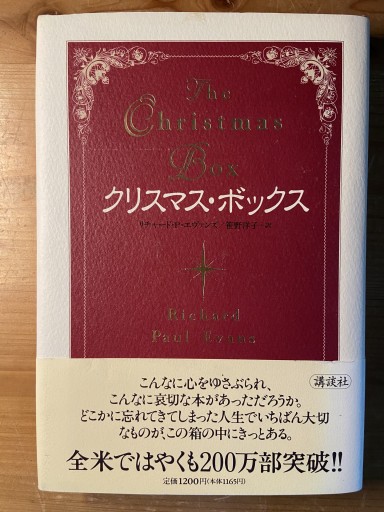 The
Christmas
Box
クリスマス・ボックス
リチャード・P・エヴァンズ／笹野洋子=訳
Richard
Paul Evans
こんなに心をゆさぶられ、
こんなに哀切な本があっただろうか。
どこかに忘れてきてしまった人生でいちばん大切
なものが、この箱の中にきっとある。
講談社
全米ではやくも200万部突破!!
定価1200円(本体1165円)